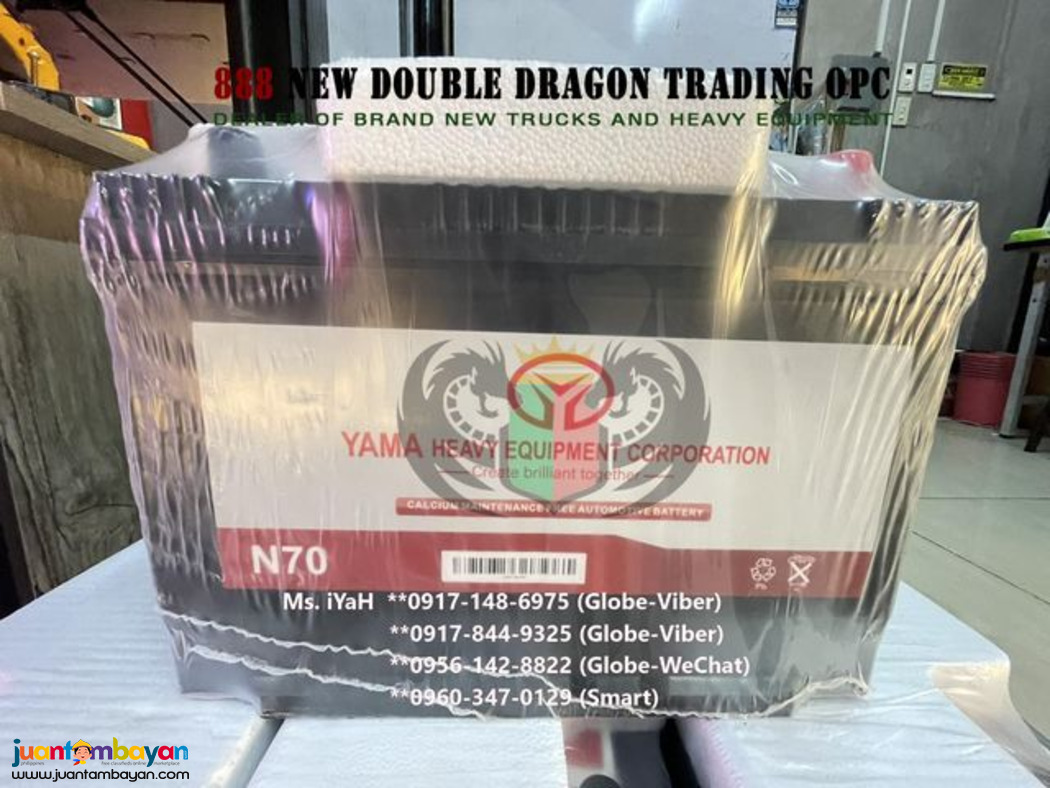 888 NEW DOUBLE DRAGON TRADING OPC
DEALER OF BRAND NEW TRUCKS AND HEAVY EQUIPMENT
YAMA HEAVY EQUIPMENT CORPORATION
Create brilliant together
CALCIUM MAINTENANCE FREE AUTOMOTIVE BATTERY
N70
Ms. iYaH **0917-148-6975 (Globe-Viber)
**0917-844-9325 (Globe-Viber)
**0956-142-8822 (Globe-WeChat)
**0960-347-0129 (Smart)
juantambayan
www.juantambayan.com